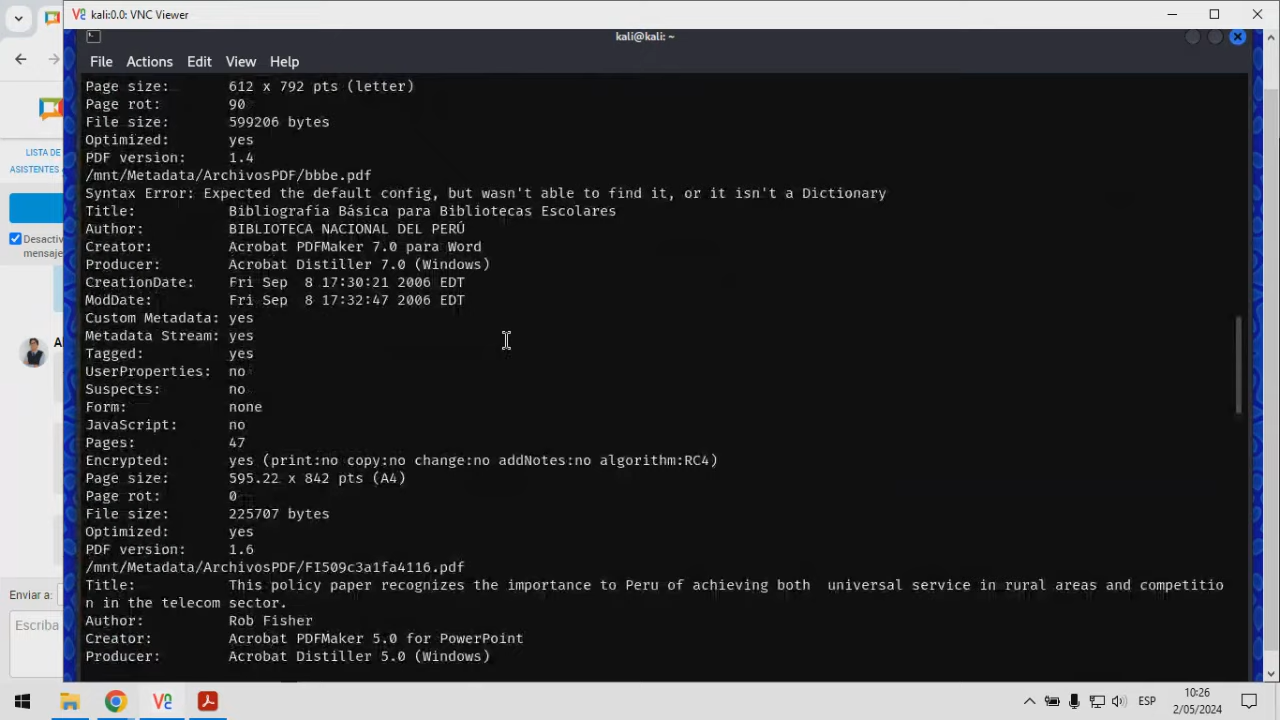 kali:0.0: VNC Viewer
kali@kali: ~
File Actions Edit View Help
Page size: 612 x 792 pts (letter)
Page rot: 90
File size: 599206 bytes
Optimized: yes
PDF version: 1.4
/mnt/Metadata/ArchivosPDF/bbbe.pdf
Syntax Error: Expected the default config, but wasn't able to find it, or it isn't a Dictionary
Title: Bibliografía Básica para Bibliotecas Escolares
Author: BIBLIOTECA NACIONAL DEL PERÚ
Creator: Acrobat PDFMaker 7.0 para Word
Producer: Acrobat Distiller 7.0 (Windows)
CreationDate: Fri Sep  8 17:30:21 2006 EDT
ModDate: Fri Sep  8 17:32:47 2006 EDT
Custom Metadata: yes
Metadata Stream: yes
Tagged: yes
UserProperties: no
Suspects: no
Form: none
JavaScript: no
Pages: 47
Encrypted: yes (print:no copy:no change:no addNotes:no algorithm:RC4)
Page size: 595.22 x 842 pts (A4)
Page rot: 0
File size: 225707 bytes
Optimized: yes
PDF version: 1.6
/mnt/Metadata/ArchivosPDF/FI509c3a1fa4116.pdf
Title: This policy paper recognizes the importance to Peru of achieving both  universal service in rural areas and competitio
n in the telecom sector.
Author: Rob Fisher
Creator: Acrobat PDFMaker 5.0 for PowerPoint
Producer: Acrobat Distiller 5.0 (Windows)
LISTA DE
ASISTENTES
Desactiv
mensaje
A
Enviar a:
Escriba
ESP
10:26
2/05/2024